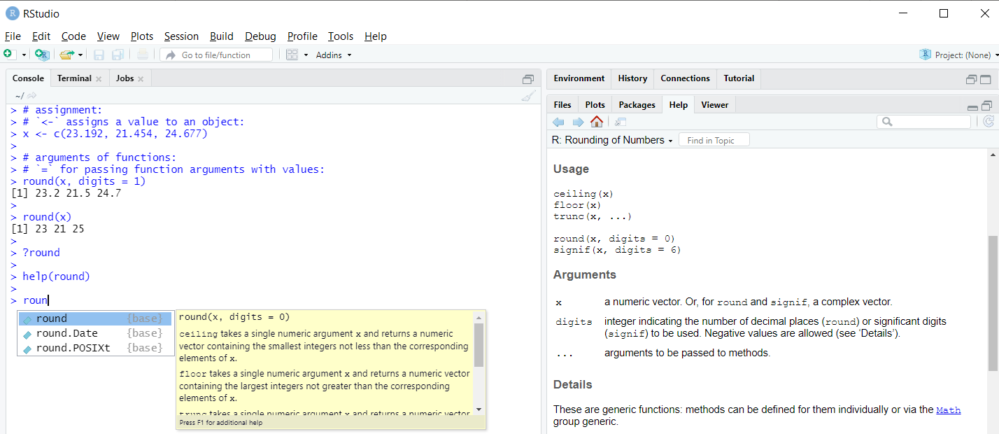 RStudio
File Edit Code View Plots Session Build Debug Profile Tools Help
Go to file/function Addins Project: (None)
Console Terminal Jobs
~/
> # assignment:
> # `<-` assigns a value to an object:
> x <- c(23.192, 21.454, 24.677)
>
> # arguments of functions:
> # `=` for passing function arguments with values:
> round(x, digits = 1)
[1] 23.2 21.5 24.7
>
> round(x)
[1] 23 21 25
>
> ?round
>
> help(round)
>
> roun
round {base}
round.Date {base}
round.POSIXt {base}
round(x, digits = 0)
ceiling takes a single numeric argument x and returns a numeric
vector containing the smallest integers not less than the corresponding
elements of x.
floor takes a single numeric argument x and returns a numeric vector
containing the largest integers not greater than the corresponding
elements of x.
trunc takes a single numeric argument x and returns a numeric vector
Press F1 for additional help
Environment History Connections Tutorial
Files Plots Packages Help Viewer
R: Rounding of Numbers Find in Topic
Usage
ceiling(x)
floor(x)
trunc(x, ...)
round(x, digits = 0)
signif(x, digits = 6)
Arguments
x a numeric vector. Or, for round and signif, a complex vector.
digits integer indicating the number of decimal places (round) or significant digits
(signif) to be used. Negative values are allowed (see ‘Details’).
... arguments to be passed to methods.
Details
These are generic functions: methods can be defined for them individually or via the Math
group generic.